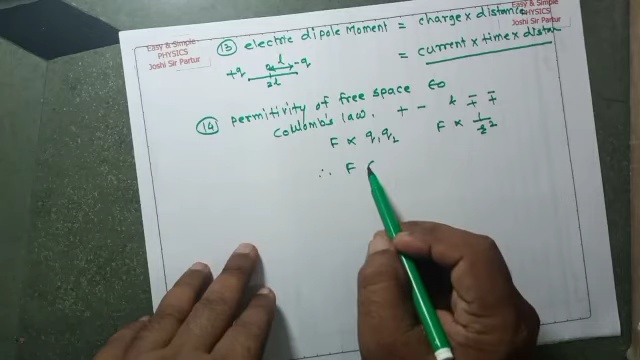 Easy & Simple
PHYSICS
Joshi Sir Partur
Easy & Simple
PHYSICS
Joshi Sir Partur
(13) electric dipole Moment = charge x distance
+q 2l -q = current x time x distan
2l
(14) permitivity of free space ε0
Coulomb's law. + -
F ∝ q1 q2 F ∝ 1/r²
∴ F